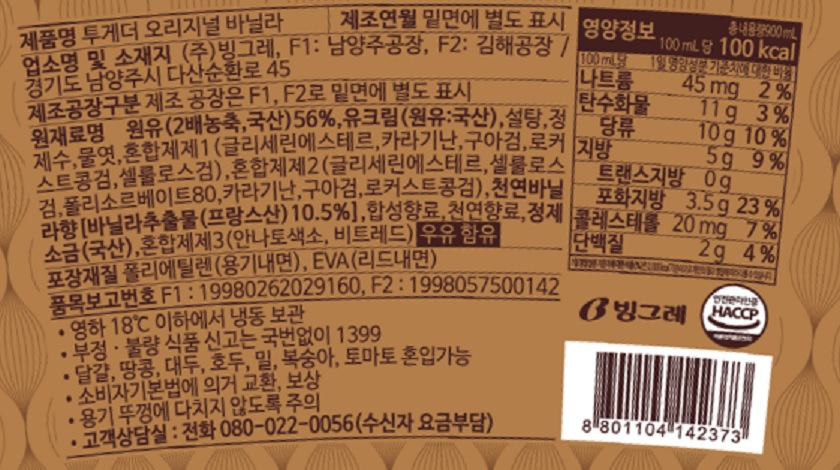 제품명 투게더 오리지널 바닐라 제조연월 밑면에 별도 표시
업소명 및 소재지 (주)빙그레, F1: 남양주공장, F2: 김해공장 /
경기도 남양주시 다산순환로 45
제조공장구분 제조 공장은 F1, F2로 밑면에 별도 표시
원재료명 원유(2배농축,국산)56%,유크림(원유:국산),설탕,정
제수,물엿,혼합제제1(글리세린에스테르,카라기난,구아검,로커
스트콩검,셀룰로스검),혼합제제2(글리세린에스테르,셀룰로스
검,폴리소르베이트80,카라기난,구아검,로커스트콩검),천연바닐
라향[바닐라추출물(프랑스산)10.5%],합성향료,천연향료,정제
소금(국산),혼합제제3(안나토색소, 비트레드) 우유 함유
포장재질 폴리에틸렌(용기내면), EVA(리드내면)
품목보고번호 F1 : 19980262029160, F2 : 1998057500142
• 영하 18℃ 이하에서 냉동 보관
• 부정 · 불량 식품 신고는 국번없이 1399
• 달걀, 땅콩, 대두, 호두, 밀, 복숭아, 토마토 혼입가능
• 소비자기본법에 의거 교환, 보상
• 용기 뚜껑에 다치지 않도록 주의
• 고객상담실 : 전화 080-022-0056(수신자 요금부담)
영양정보 총 내용량 900 mL
100 mL 당 100 kcal
100 mL당 1일 영양성분 기준치에 대한 비율
나트륨 45 mg 2 %
탄수화물 11 g 3 %
당류 10 g 10 %
지방 5 g 9 %
트랜스지방 0 g
포화지방 3.5 g 23 %
콜레스테롤 20 mg 7 %
단백질 2 g 4 %
빙그레
안전관리인증
HACCP
8 801104 142373